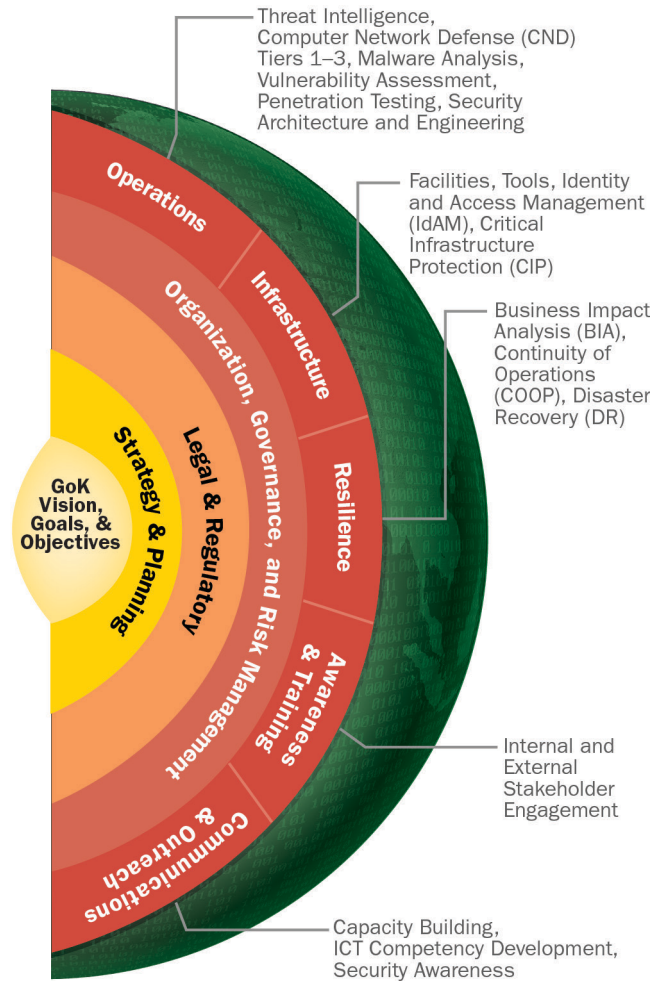 Threat Intelligence,
Computer Network Defense (CND)
Tiers 1–3, Malware Analysis,
Vulnerability Assessment,
Penetration Testing, Security
Architecture and Engineering
Operations
Facilities, Tools, Identity
and Access Management
(IdAM), Critical
Infrastructure
Protection (CIP)
Infrastructure
Business Impact
Analysis (BIA),
Continuity of
Operations
(COOP), Disaster
Recovery (DR)
Resilience
Organization, Governance, and Risk Management
Legal & Regulatory
Strategy & Planning
GoK
Vision,
Goals, &
Objectives
Awareness
& Training
Internal and
External
Stakeholder
Engagement
Communications
& Outreach
Capacity Building,
ICT Competency Development,
Security Awareness